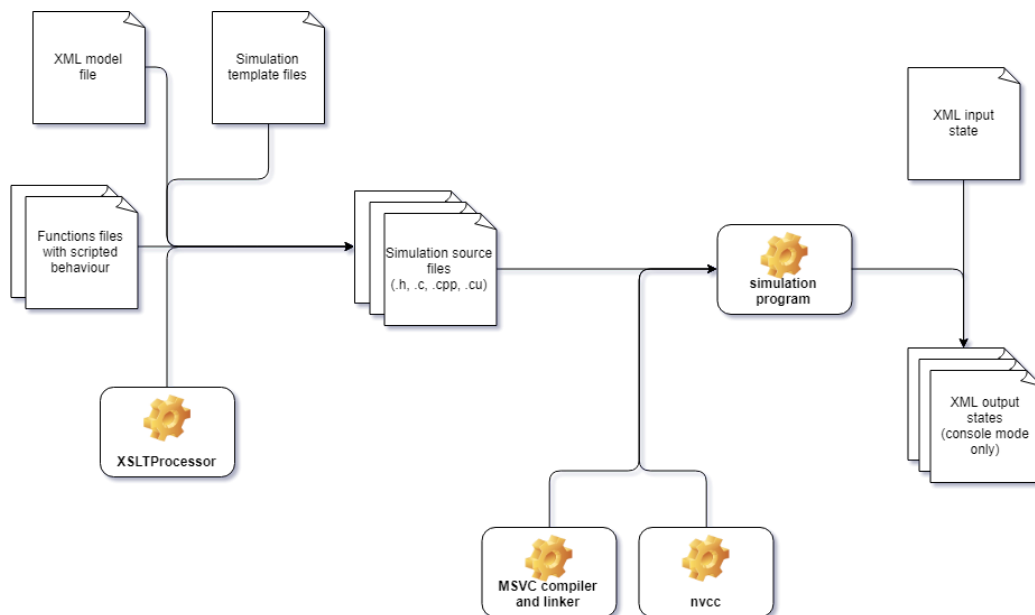 XML model
file
Simulation
template files
XML input
state
Functions files
with scripted
behaviour
Simulation source
files
(.h, .c, .cpp, .cu)
simulation
program
XML output
states
(console mode
only)
XSLTProcessor
MSVC compiler
and linker
nvcc